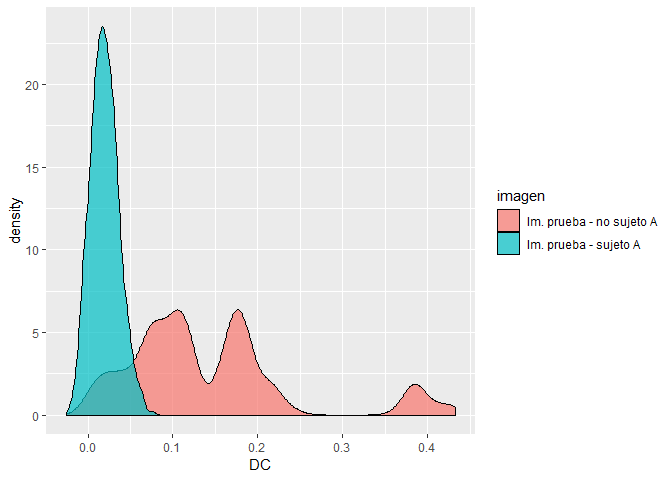 density
20
15
10
5
0
0.0 0.1 0.2 0.3 0.4
DC
imagen
Im. prueba - no sujeto A
Im. prueba - sujeto A